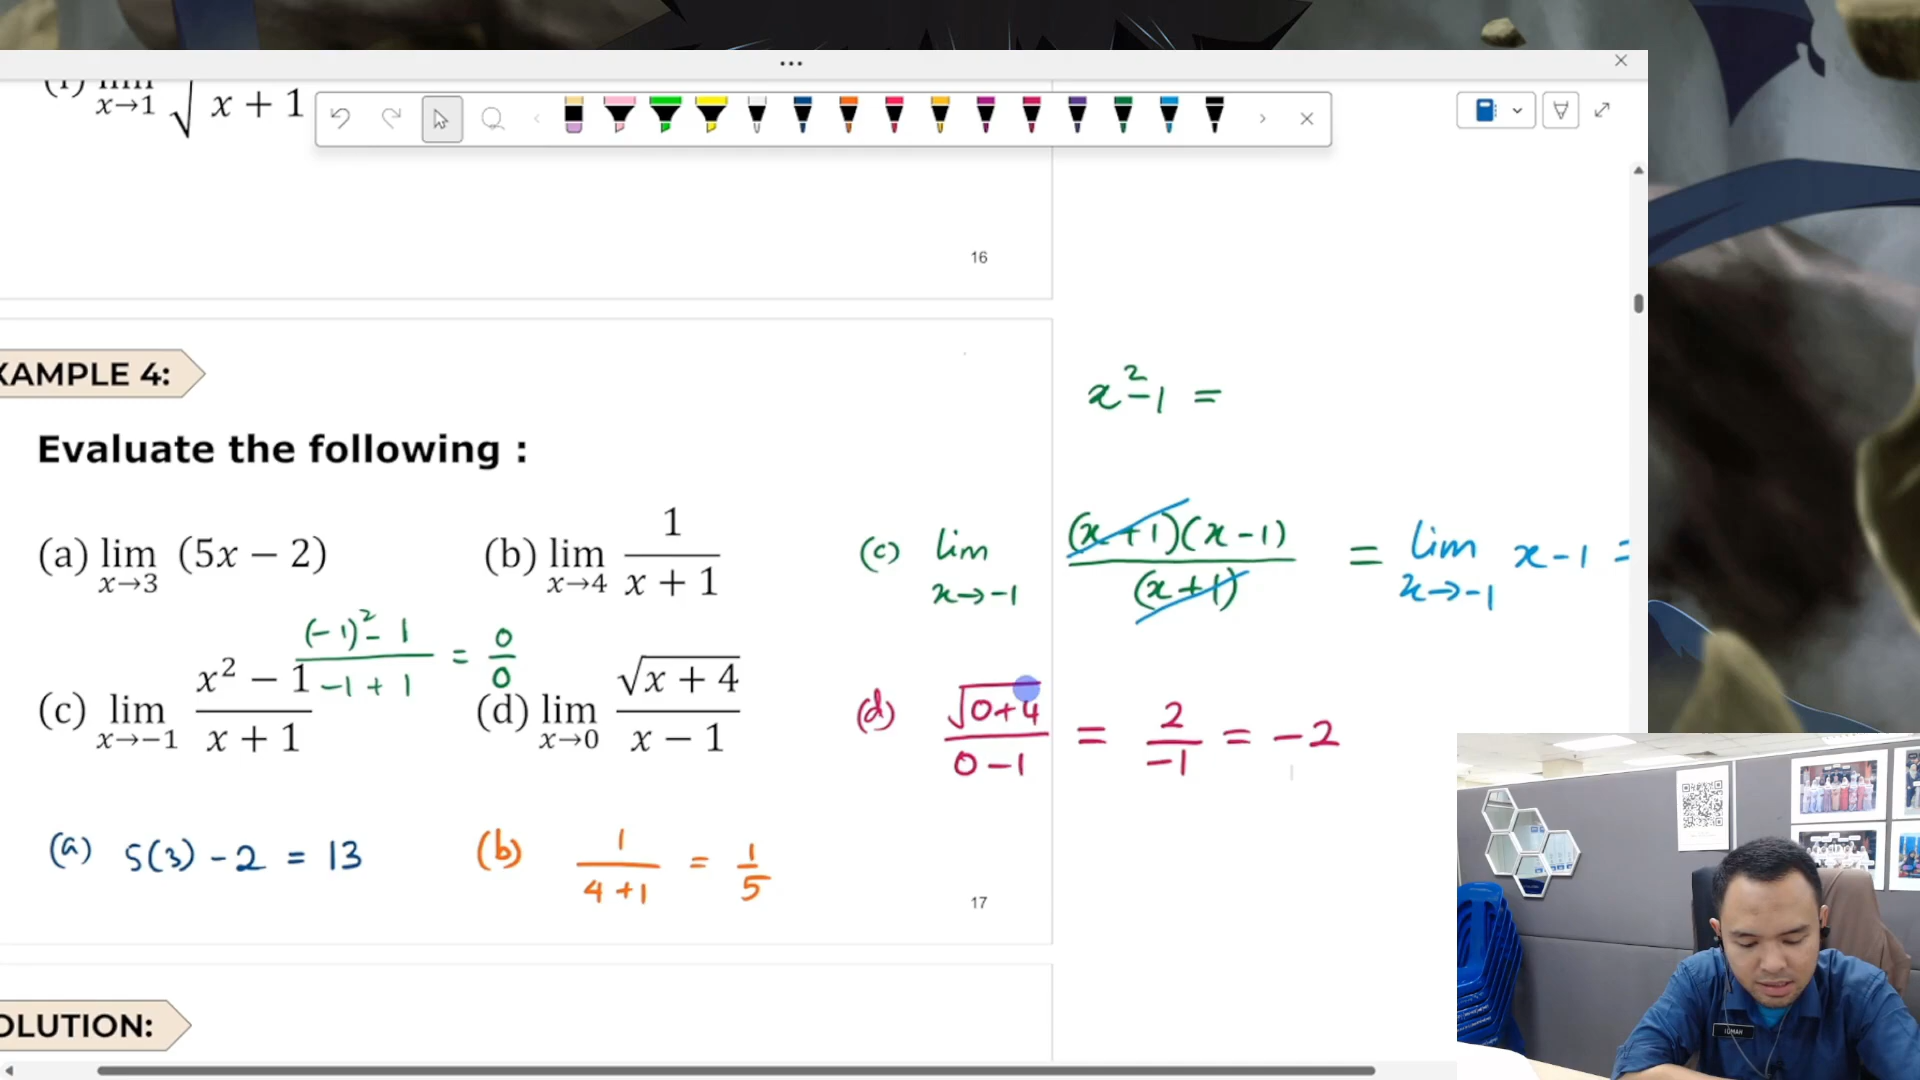 lim x→1 √ x + 1
16
XAMPLE 4:
Evaluate the following :
(a) lim x→3 (5x − 2)
(b) lim x→4 1/(x + 1)
(c) lim x→−1 (x² − 1)/(x + 1)
(−1)² − 1 / −1 + 1 = 0/0
(d) lim x→0 √(x + 4)/(x − 1)
(a) 5(3) − 2 = 13
(b) 1/(4 + 1) = 1/5
x² − 1 =
(c) lim x→−1 (x + 1)(x − 1)/(x + 1) = lim x→−1 x − 1 =
(d) √(0+4)/(0 − 1) = 2/−1 = −2
17
OLUTION: